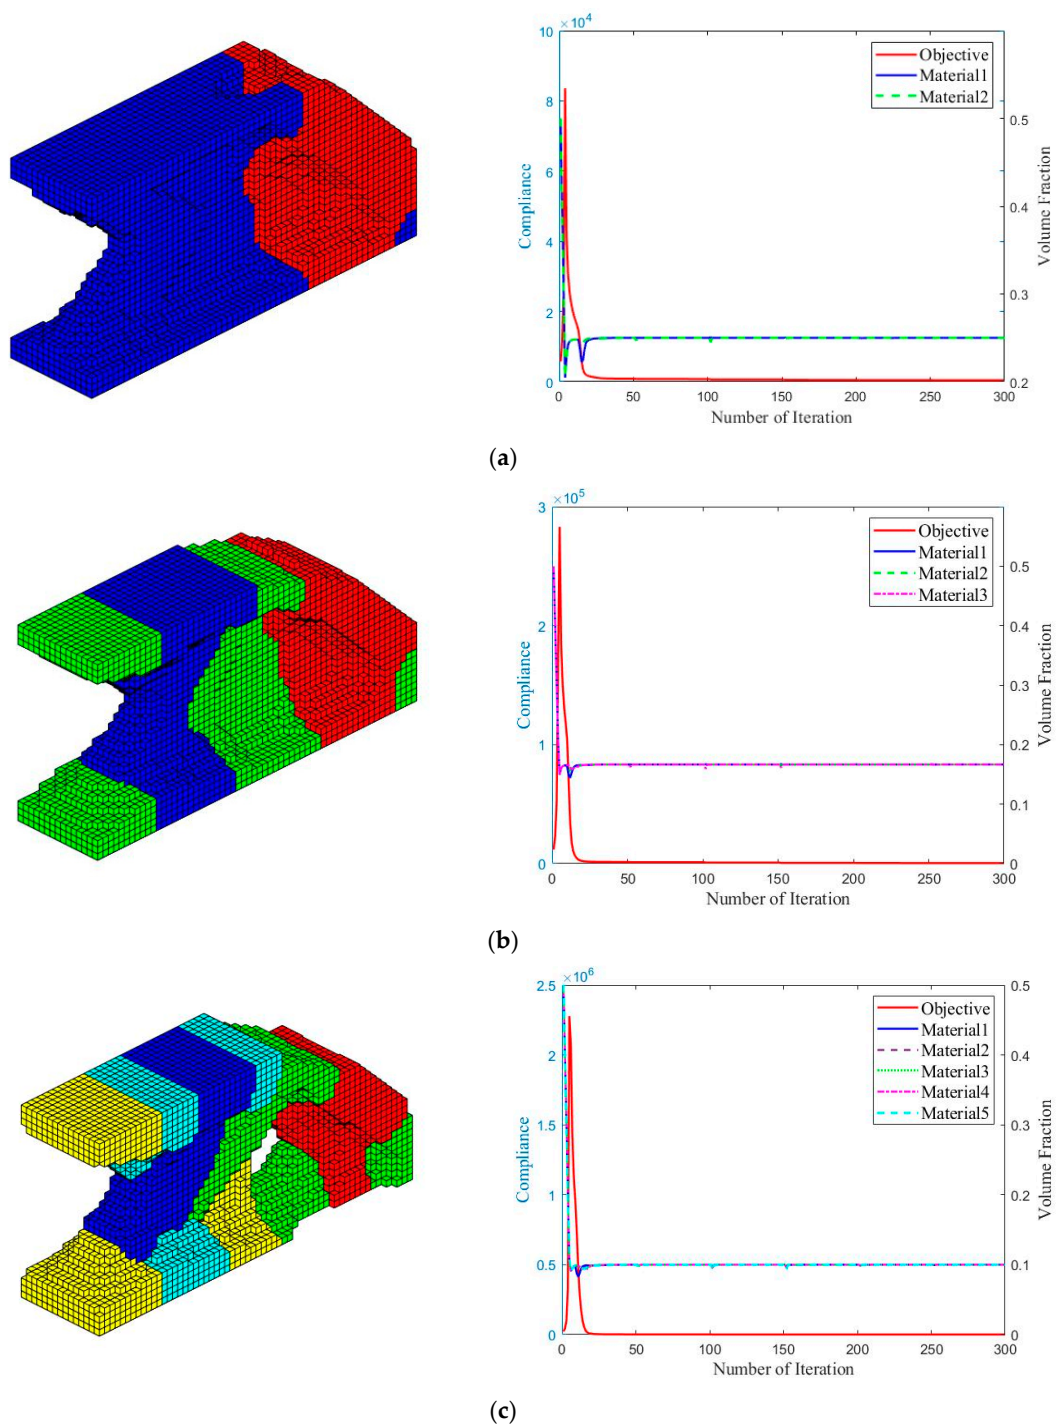 ×10⁴
10
8
6
4
2
0
Compliance
Objective
Material1
Material2
0.5
0.4
0.3
0.2
Volume Fraction
0 50 100 150 200 250 300
Number of Iteration
(a)
×10⁵
3
2
1
0
Compliance
Objective
Material1
Material2
Material3
0.5
0.4
0.3
0.2
0.1
0
Volume Fraction
0 50 100 150 200 250 300
Number of Iteration
(b)
×10⁶
2.5
2
1.5
1
0.5
0
Compliance
Objective
Material1
Material2
Material3
Material4
Material5
0.5
0.4
0.3
0.2
0.1
0
Volume Fraction
0 50 100 150 200 250 300
Number of Iteration
(c)